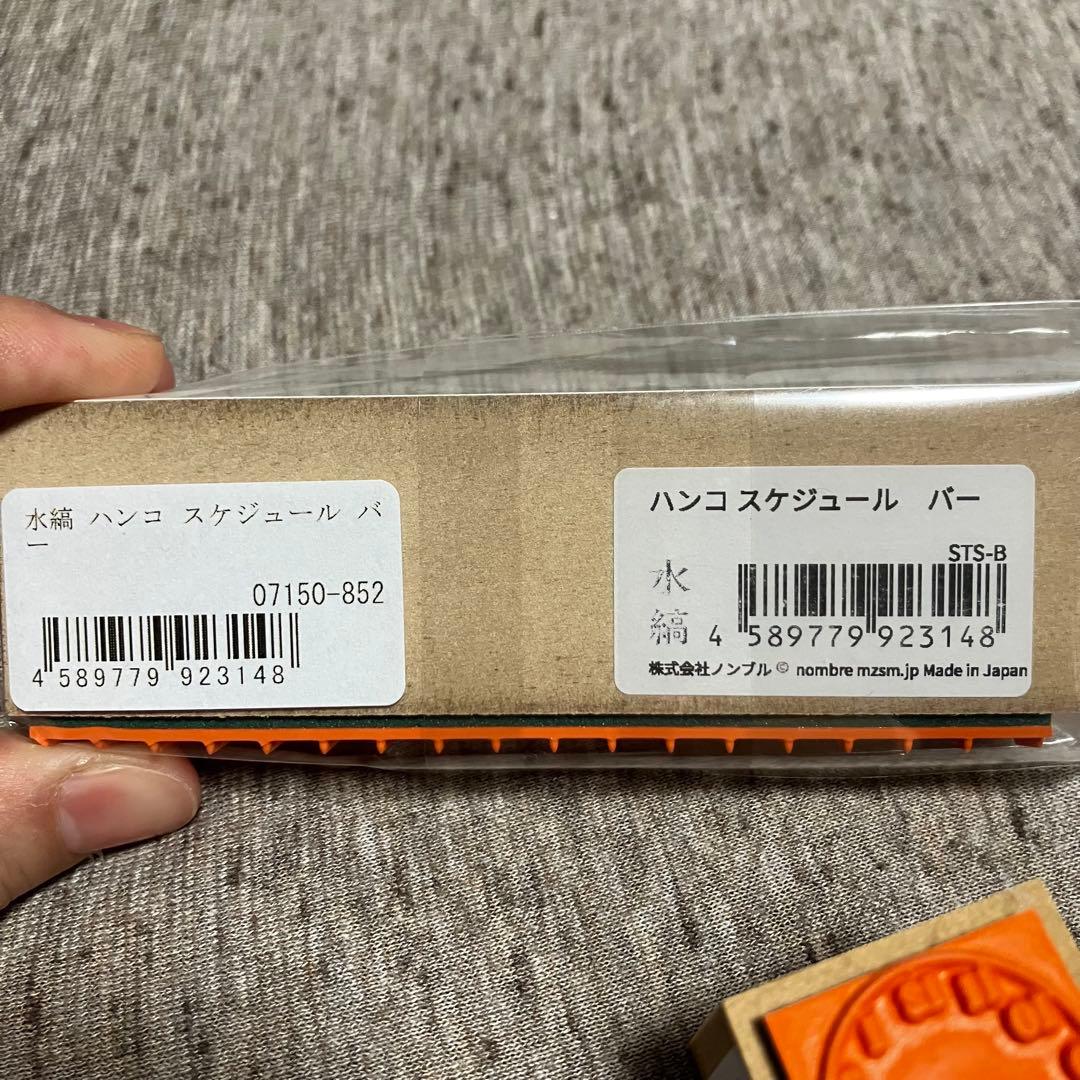 水縞 ハンコ スケジュール バ
ー
07150-852
4 589779 923148
ハンコ スケジュール　バー
STS-B
水縞
4 589779 923148
株式会社ノンブル © nombre mzsm.jp Made in Japan